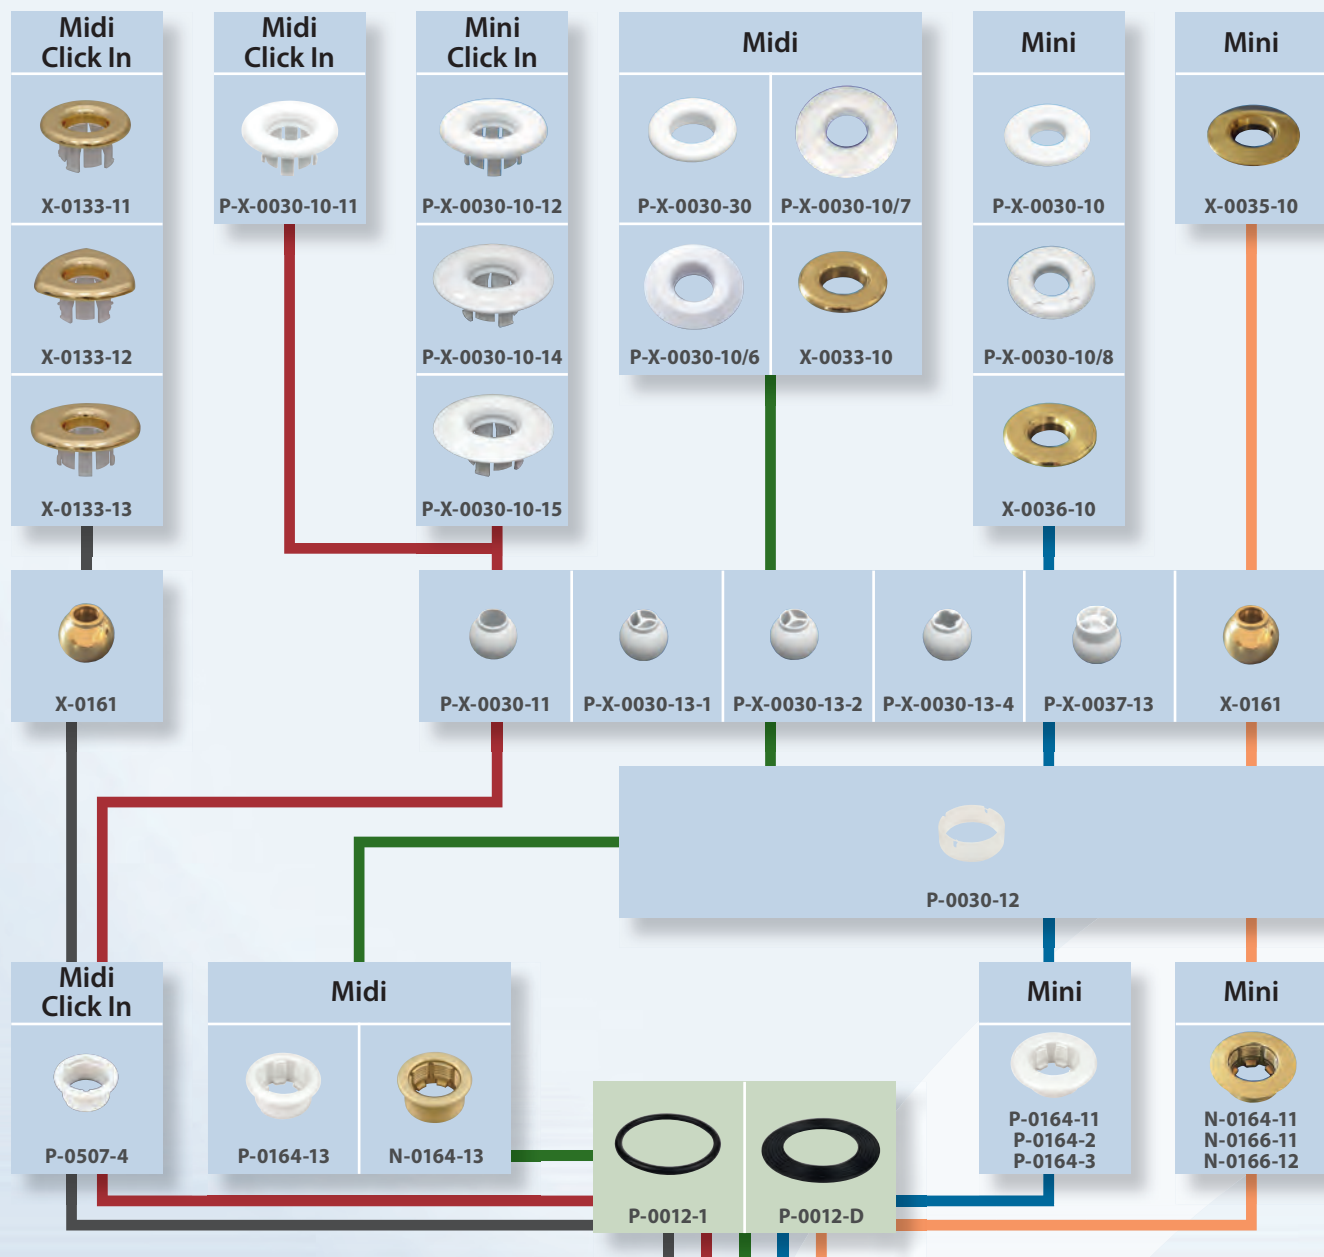 Midi
Click In
X-0133-11
X-0133-12
X-0133-13
Midi
Click In
P-X-0030-10-11
Mini
Click In
P-X-0030-10-12
P-X-0030-10-14
P-X-0030-10-15
Midi
P-X-0030-30
P-X-0030-10/7
P-X-0030-10/6
X-0033-10
Mini
P-X-0030-10
P-X-0030-10/8
X-0036-10
Mini
X-0035-10
X-0161
P-X-0030-11
P-X-0030-13-1
P-X-0030-13-2
P-X-0030-13-4
P-X-0037-13
X-0161
P-0030-12
Midi
Click In
P-0507-4
Midi
P-0164-13
N-0164-13
P-0012-1
P-0012-D
Mini
P-0164-11
P-0164-2
P-0164-3
Mini
N-0164-11
N-0166-11
N-0166-12